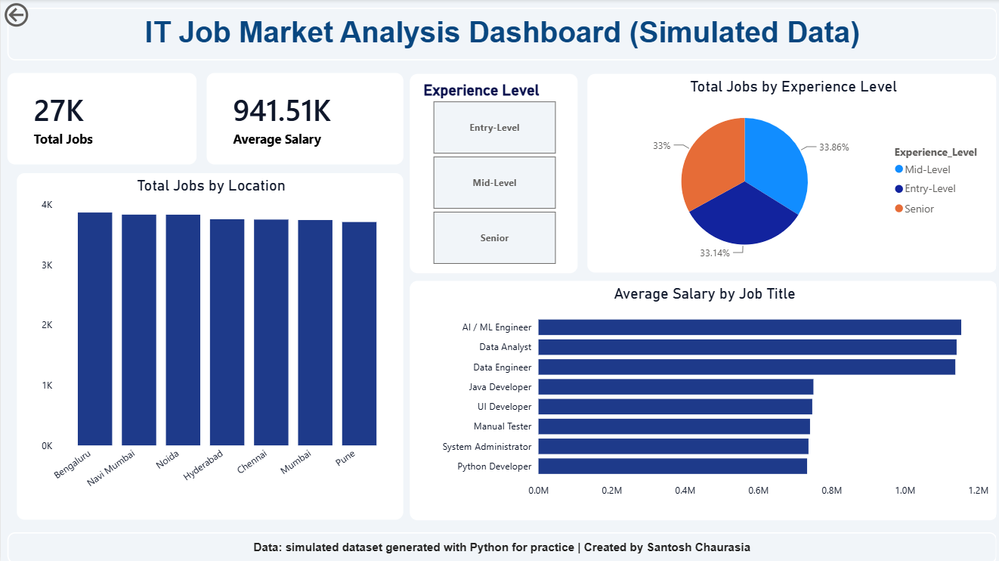 IT Job Market Analysis Dashboard (Simulated Data)
27K
Total Jobs
941.51K
Average Salary
Experience Level
Entry-Level
Mid-Level
Senior
Total Jobs by Experience Level
33%
33.86%
33.14%
Experience_Level
Mid-Level
Entry-Level
Senior
Total Jobs by Location
4K
3K
2K
1K
0K
Bengaluru
Navi Mumbai
Noida
Hyderabad
Chennai
Mumbai
Pune
Average Salary by Job Title
AI / ML Engineer
Data Analyst
Data Engineer
Java Developer
UI Developer
Manual Tester
System Administrator
Python Developer
0.0M 0.2M 0.4M 0.6M 0.8M 1.0M 1.2M
Data: simulated dataset generated with Python for practice | Created by Santosh Chaurasia